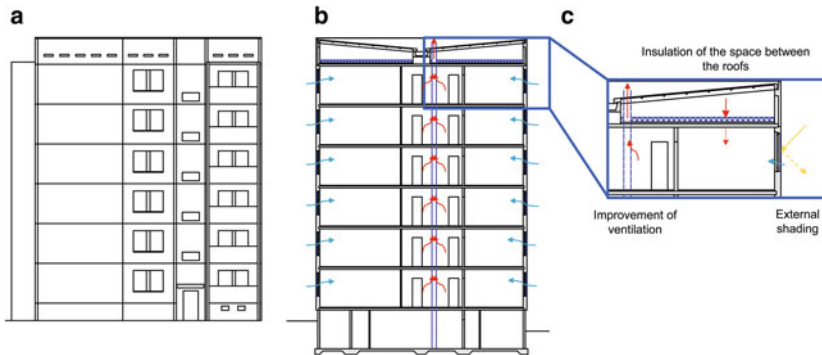 a
b
c
Insulation of the space between
the roofs
Improvement of
ventilation
External
shading